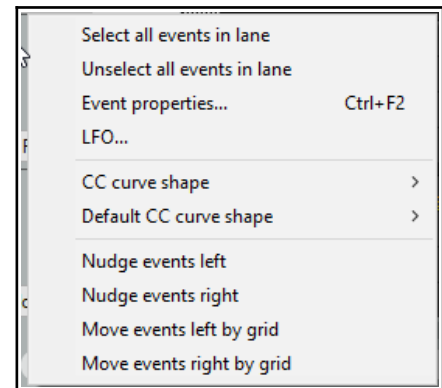 Select all events in lane
Unselect all events in lane
Event properties... Ctrl+F2
LFO...
CC curve shape >
Default CC curve shape >
Nudge events left
Nudge events right
Move events left by grid
Move events right by grid